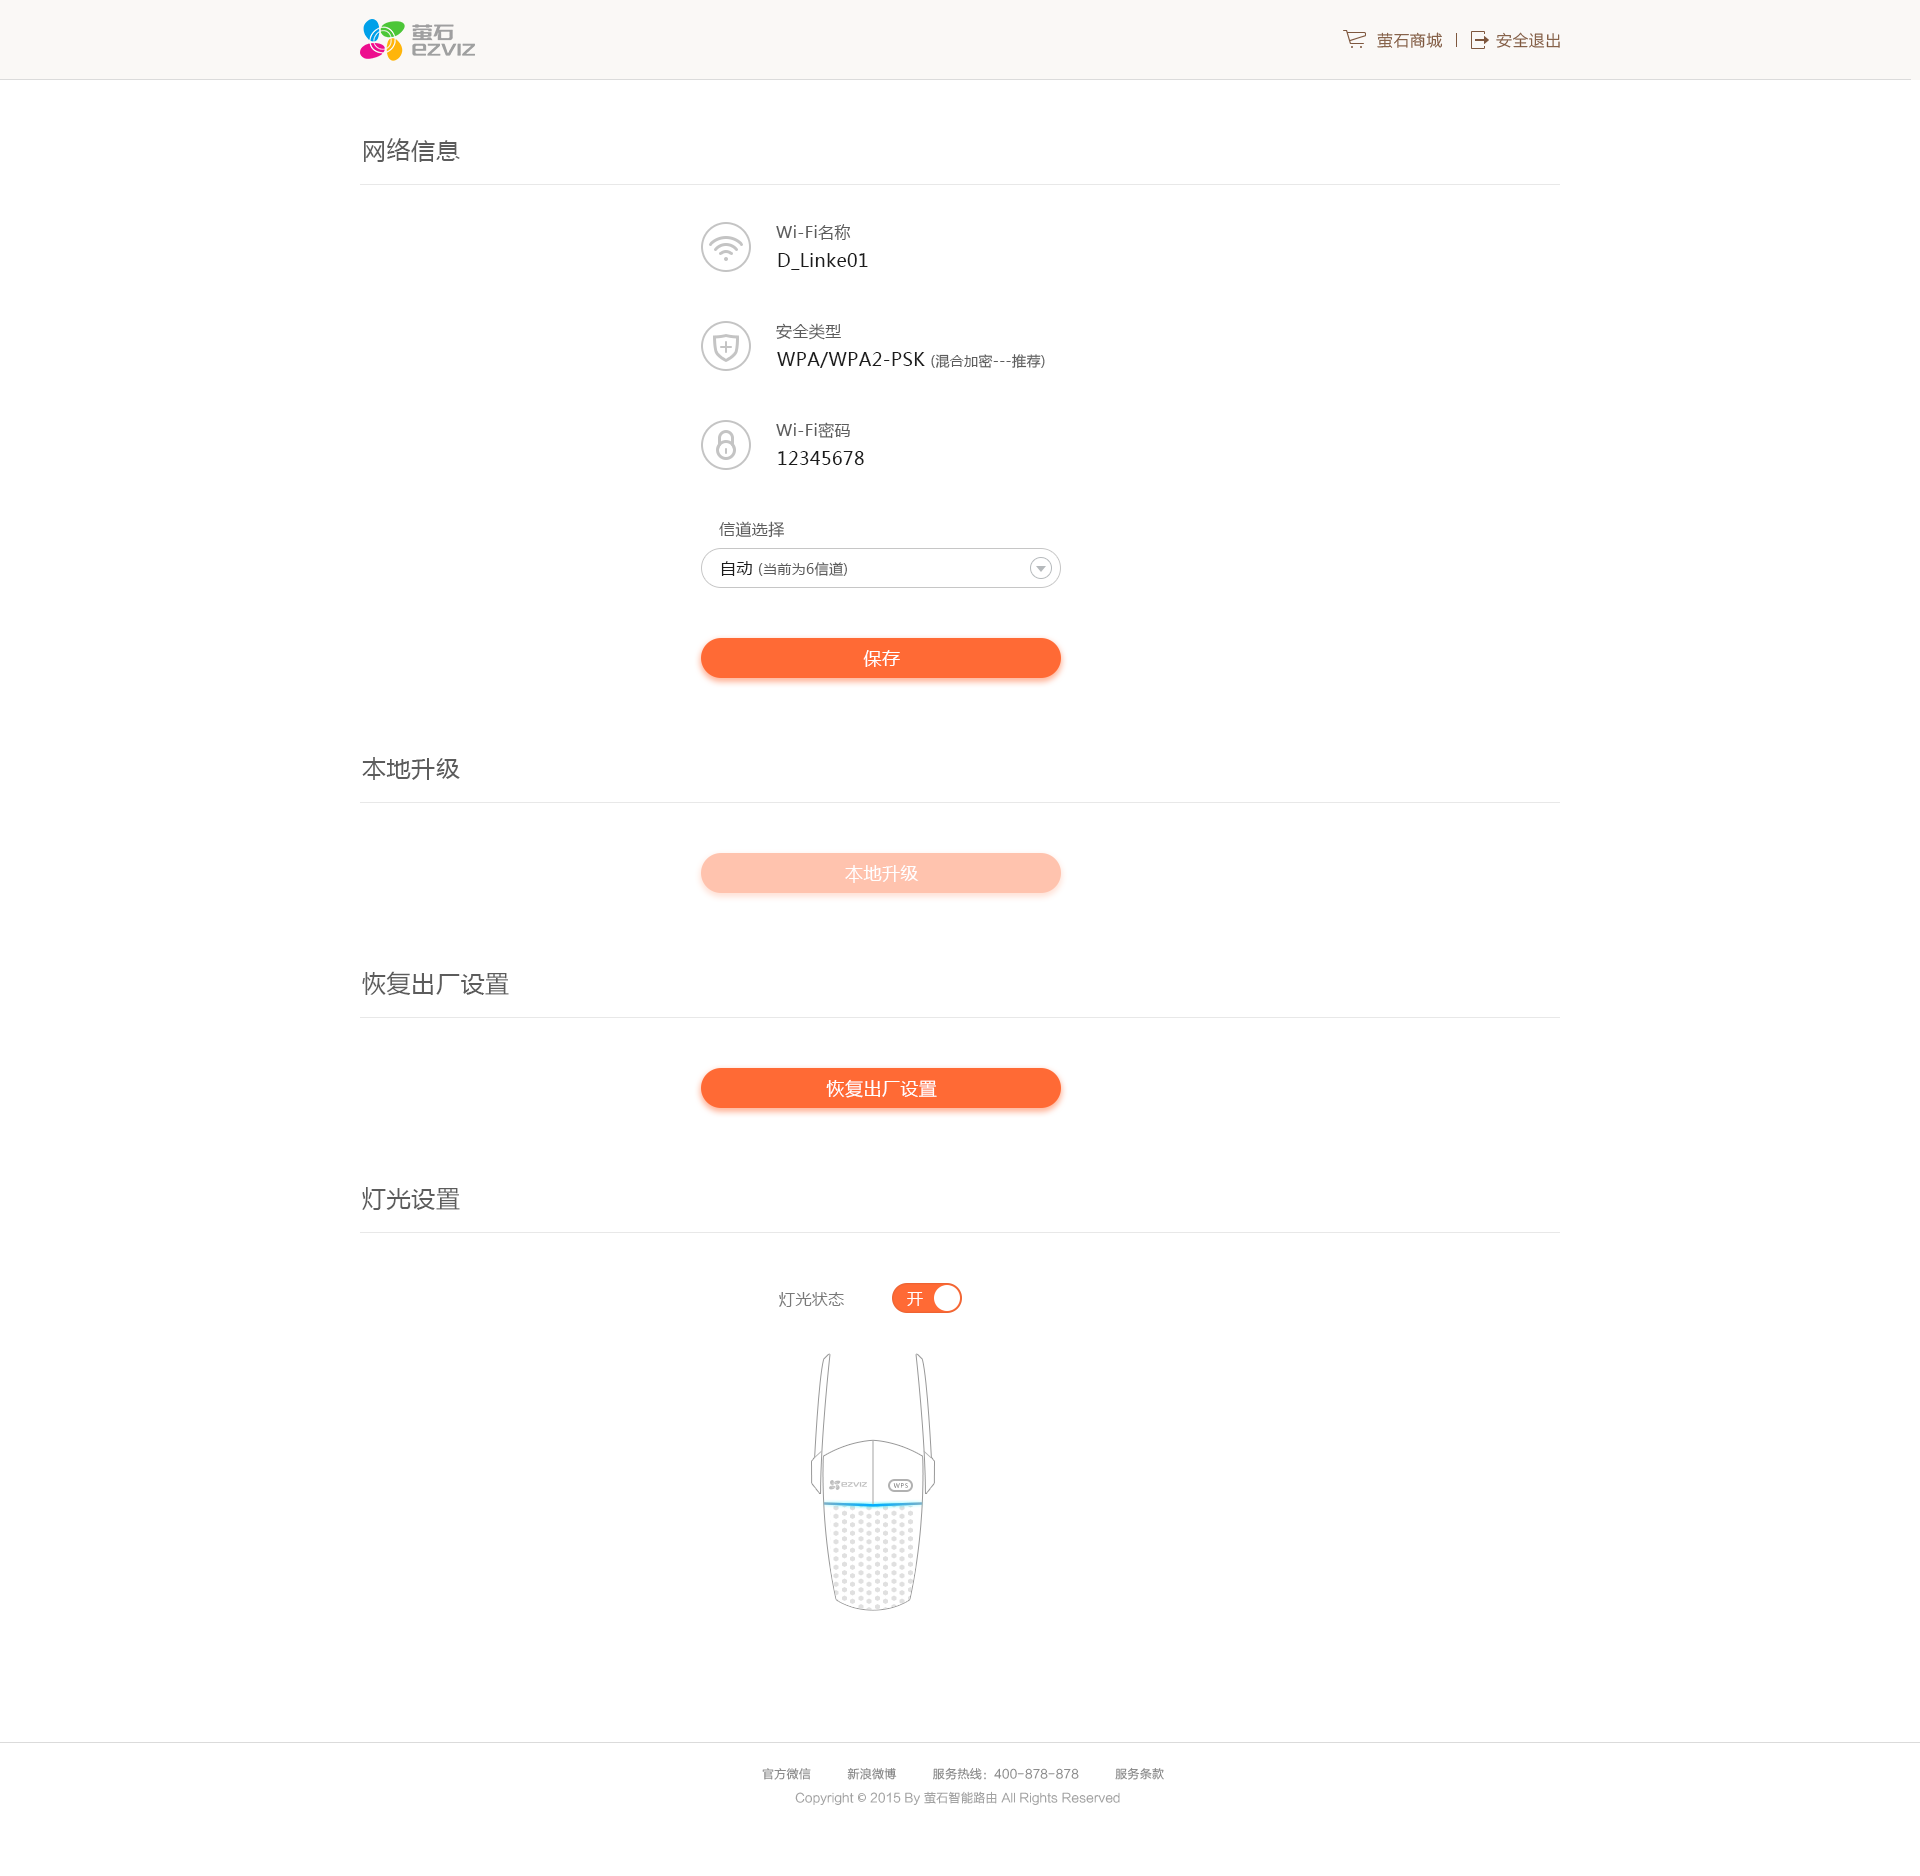 萤石
ezviz
萤石商城
安全退出
网络信息
Wi-Fi名称
D_Linke01
安全类型
WPA/WPA2-PSK (混合加密---推荐)
Wi-Fi密码
12345678
信道选择
自动 (当前为6信道)
保存
本地升级
本地升级
恢复出厂设置
恢复出厂设置
灯光设置
灯光状态 开
ezviz WPS
官方微信 新浪微博 服务热线：400-878-878 服务条款
Copyright © 2015 By 萤石智能路由 All Rights Reserved